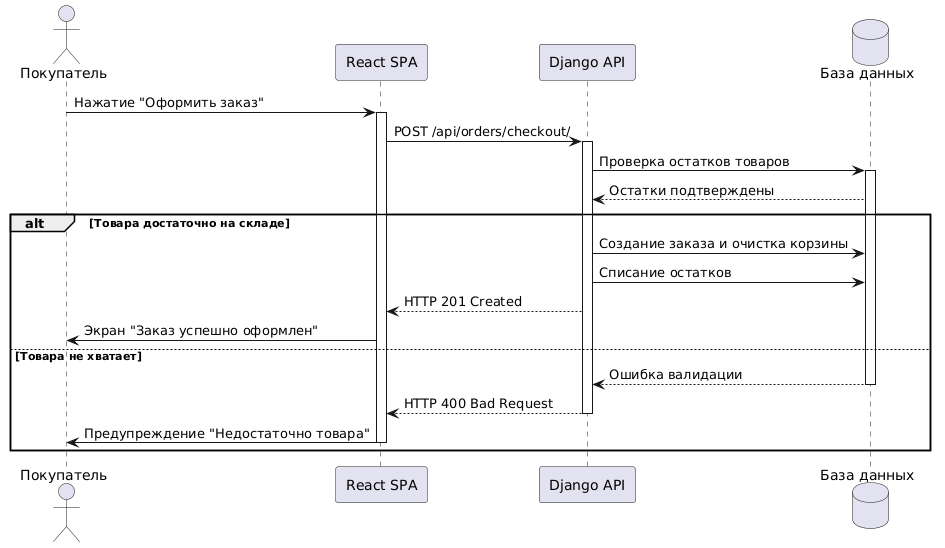 Покупатель
React SPA
Django API
База данных
Нажатие "Оформить заказ"
POST /api/orders/checkout/
Проверка остатков товаров
Остатки подтверждены
alt [Товара достаточно на складе]
Создание заказа и очистка корзины
Списание остатков
HTTP 201 Created
Экран "Заказ успешно оформлен"
[Товара не хватает]
Ошибка валидации
HTTP 400 Bad Request
Предупреждение "Недостаточно товара"
Покупатель
React SPA
Django API
База данных